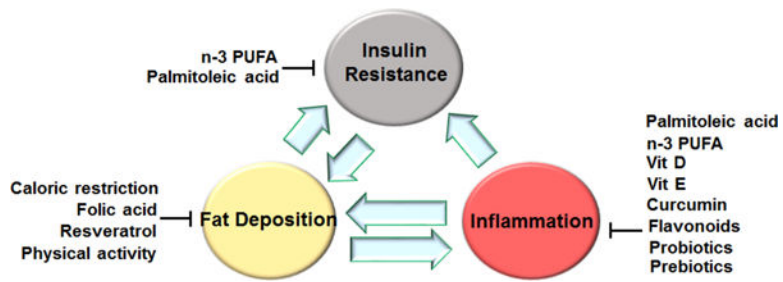 Insulin
Resistance
n-3 PUFA
Palmitoleic acid
Caloric restriction
Folic acid
Resveratrol
Physical activity
Fat Deposition
Inflammation
Palmitoleic acid
n-3 PUFA
Vit D
Vit E
Curcumin
Flavonoids
Probiotics
Prebiotics